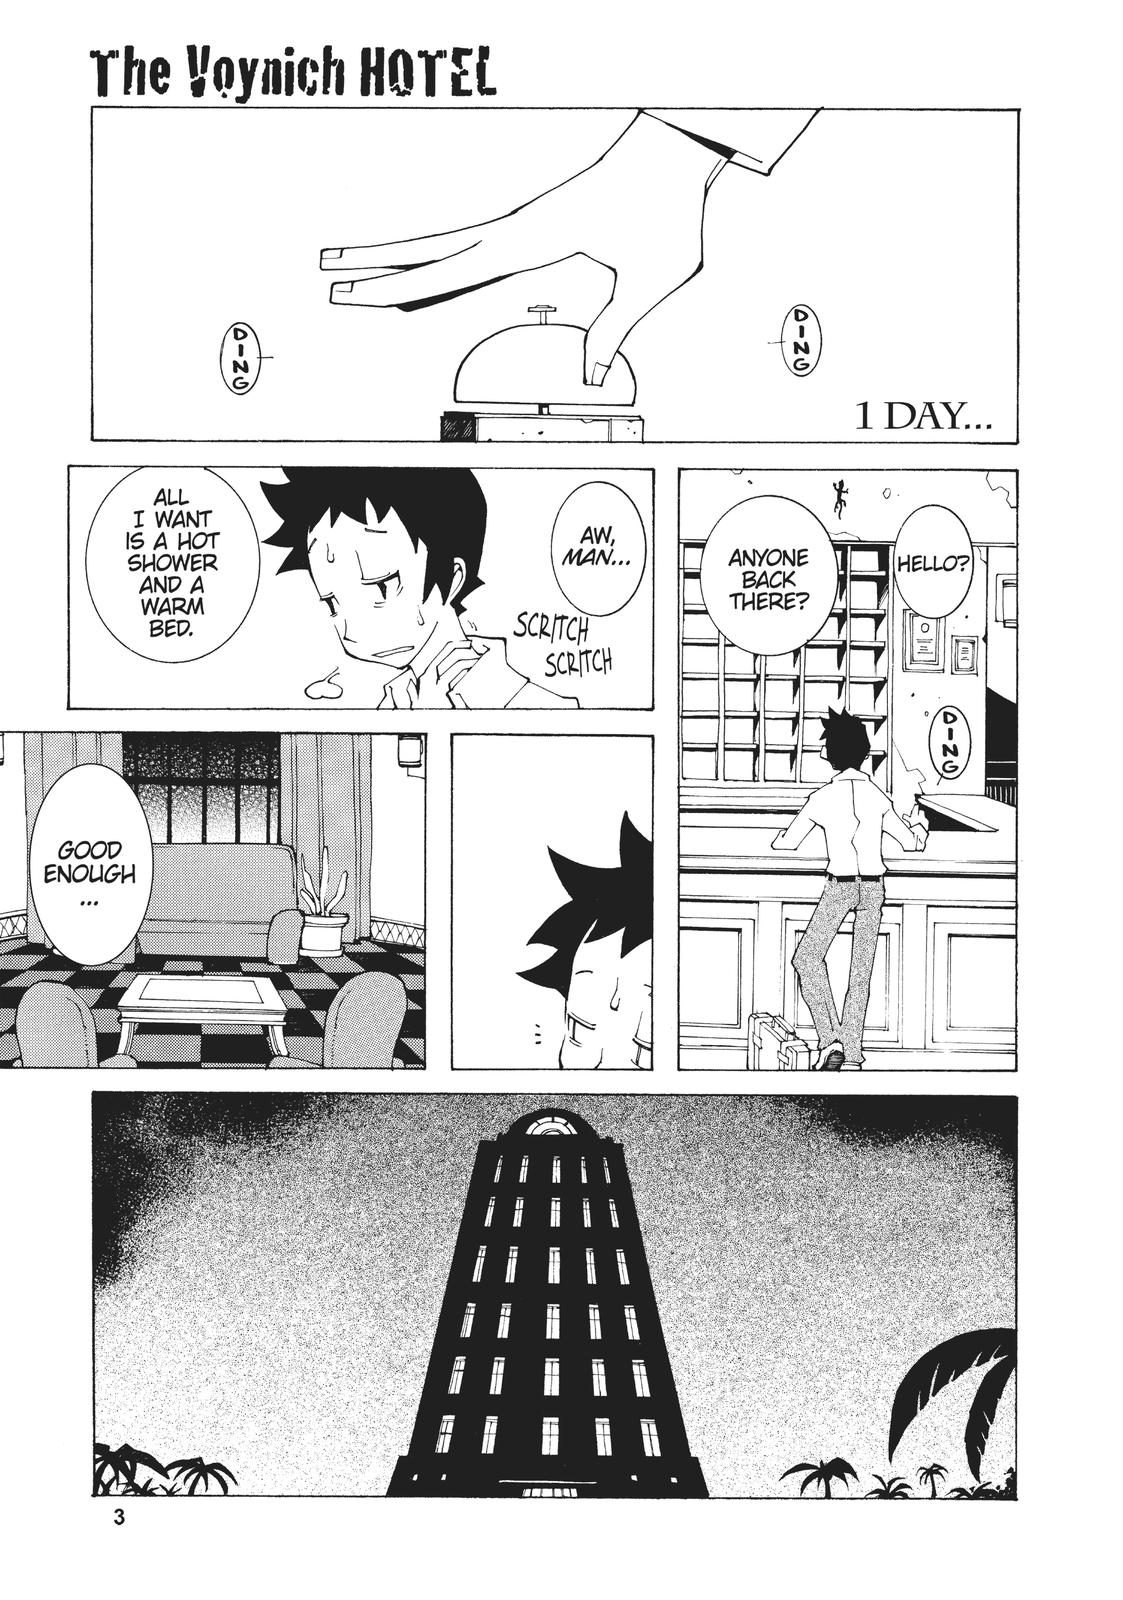 The Voynich HOTEL
DING
DING
1 DAY...
HELLO?
ANYONE
BACK
THERE?
DING
AW,
MAN...
SCRITCH
SCRITCH
ALL
I WANT
IS A HOT
SHOWER
AND A
WARM
BED.
GOOD
ENOUGH
...
3